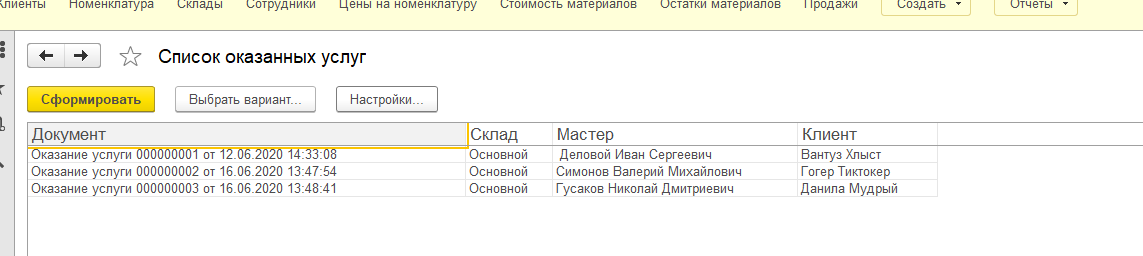 Клиенты Номенклатура Склады Сотрудники Цены на номенклатуру Стоимость материалов Остатки материалов Продажи Создать Отчеты
Список оказанных услуг
Сформировать Выбрать вариант... Настройки...
Документ Склад Мастер Клиент
Оказание услуги 000000001 от 12.06.2020 14:33:08 Основной Деловой Иван Сергеевич Вантуз Хлыст
Оказание услуги 000000002 от 16.06.2020 13:47:54 Основной Симонов Валерий Михайлович Гогер Тиктокер
Оказание услуги 000000003 от 16.06.2020 13:48:41 Основной Гусаков Николай Дмитриевич Данила Мудрый